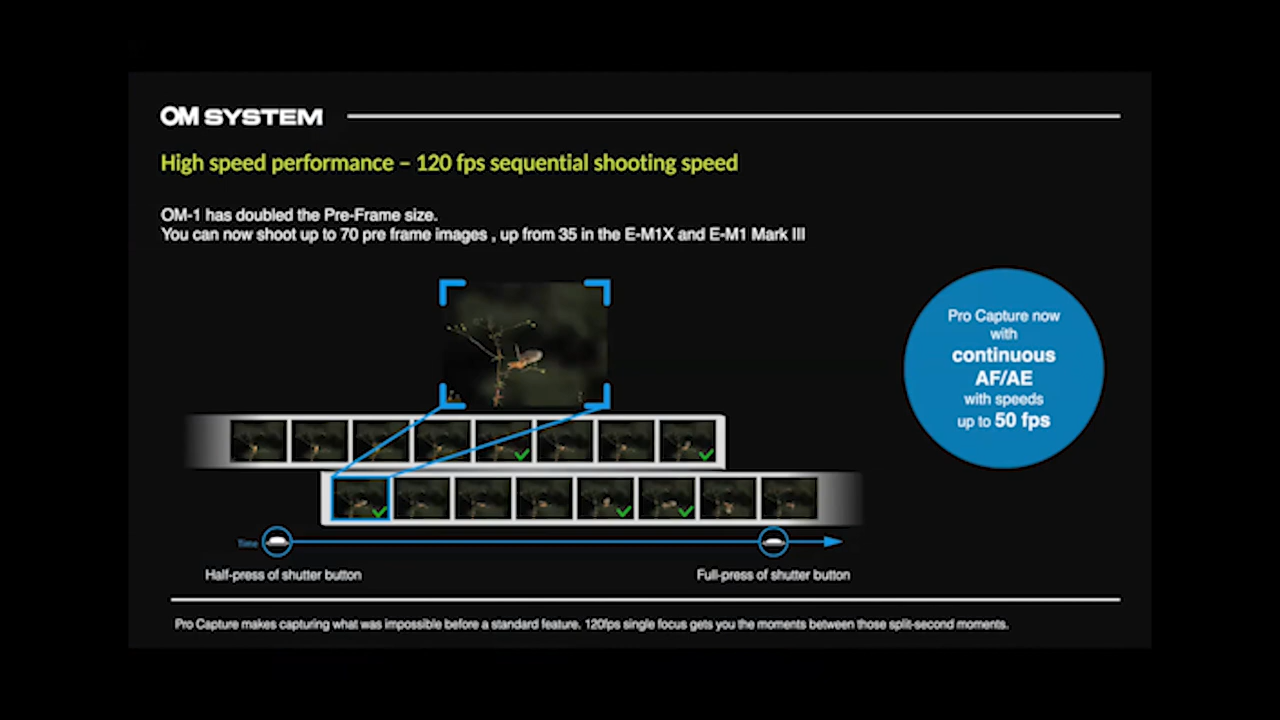 OM SYSTEM
High speed performance – 120 fps sequential shooting speed
OM-1 has doubled the Pre-Frame size.
You can now shoot up to 70 pre frame images , up from 35 in the E-M1X and E-M1 Mark III
Pro Capture now
with
continuous
AF/AE
with speeds
up to 50 fps
Time
Half-press of shutter button
Full-press of shutter button
Pro Capture makes capturing what was impossible before a standard feature. 120fps single focus gets you the moments between those split-second moments.